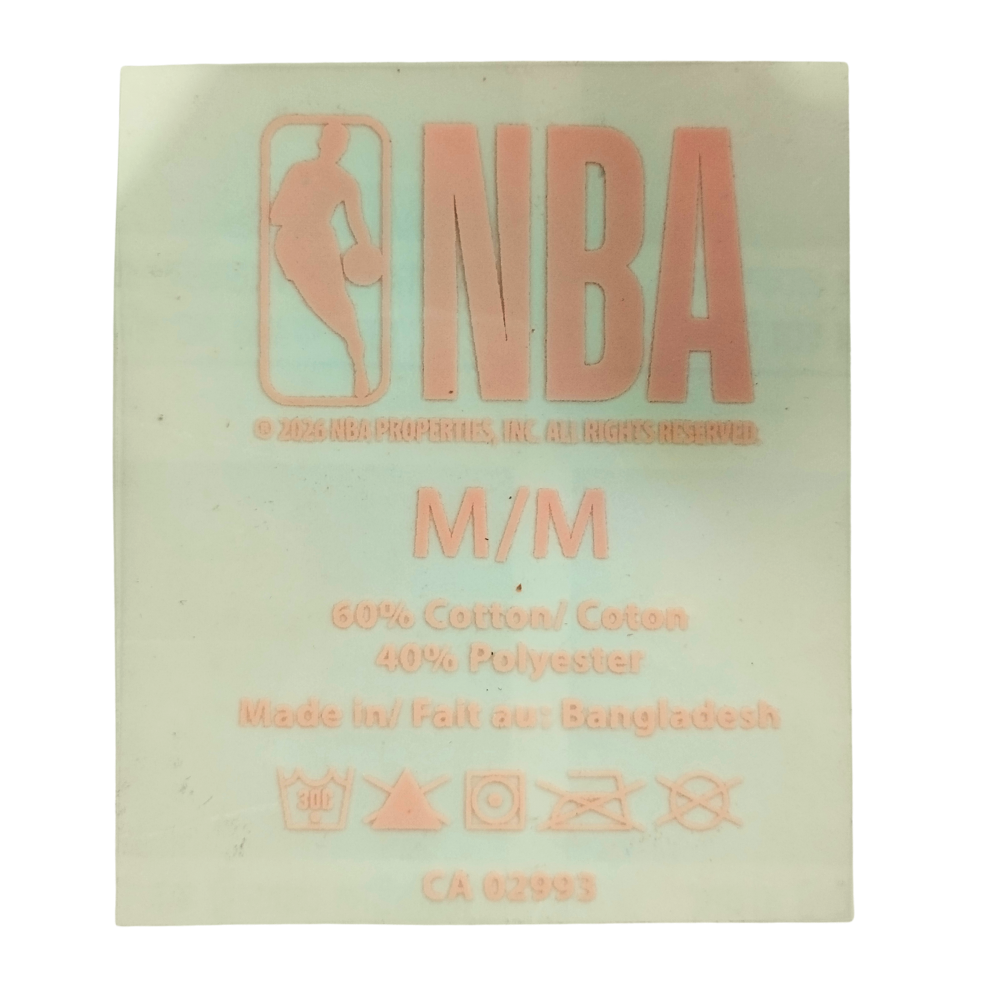 NBA
© 2026 NBA PROPERTIES, INC. ALL RIGHTS RESERVED.
M/M
60% Cotton/ Coton
40% Polyester
Made in/ Fait au: Bangladesh
30C
CA 02993